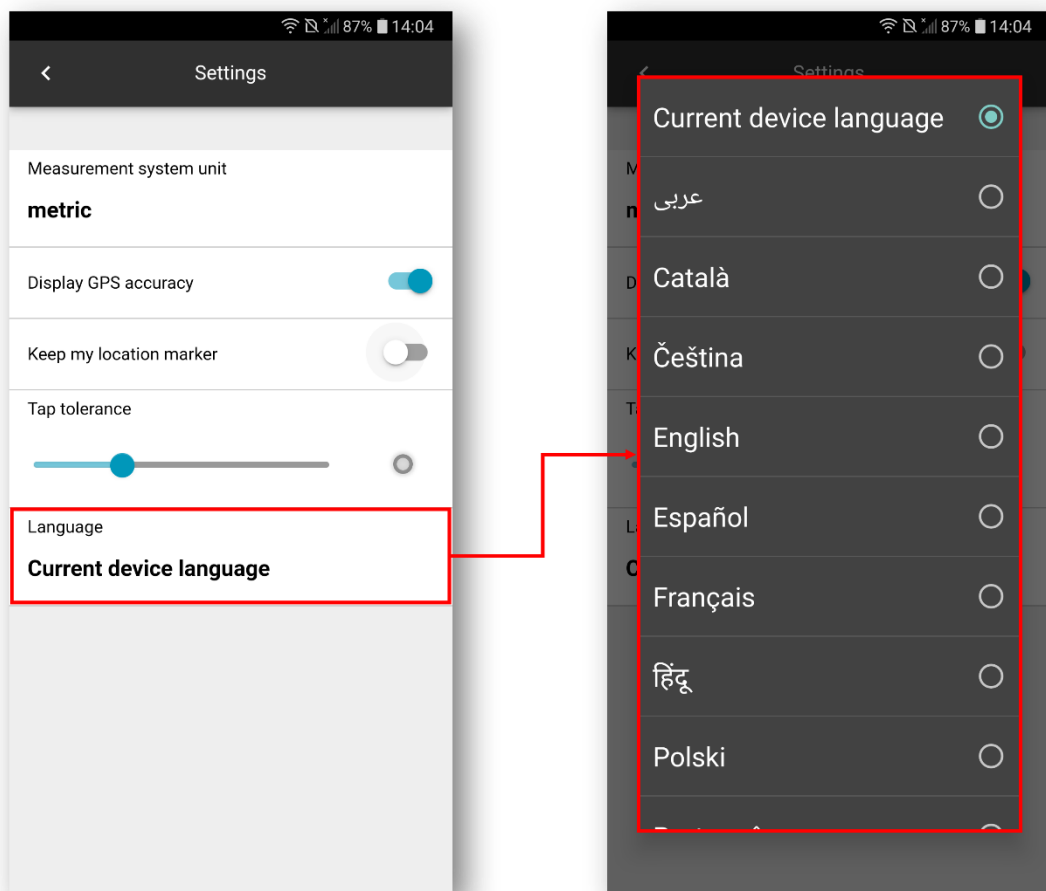 87% 14:04
Settings
Measurement system unit
metric
Display GPS accuracy
Keep my location marker
Tap tolerance
Language
Current device language
87% 14:04
Settings
Current device language
عربى
Català
Čeština
English
Español
Français
हिंदू
Polski